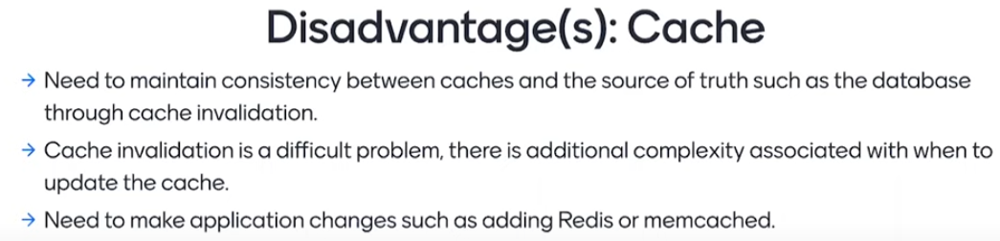 Disadvantage(s): Cache
→ Need to maintain consistency between caches and the source of truth such as the database
through cache invalidation.
→ Cache invalidation is a difficult problem, there is additional complexity associated with when to
update the cache.
→ Need to make application changes such as adding Redis or memcached.